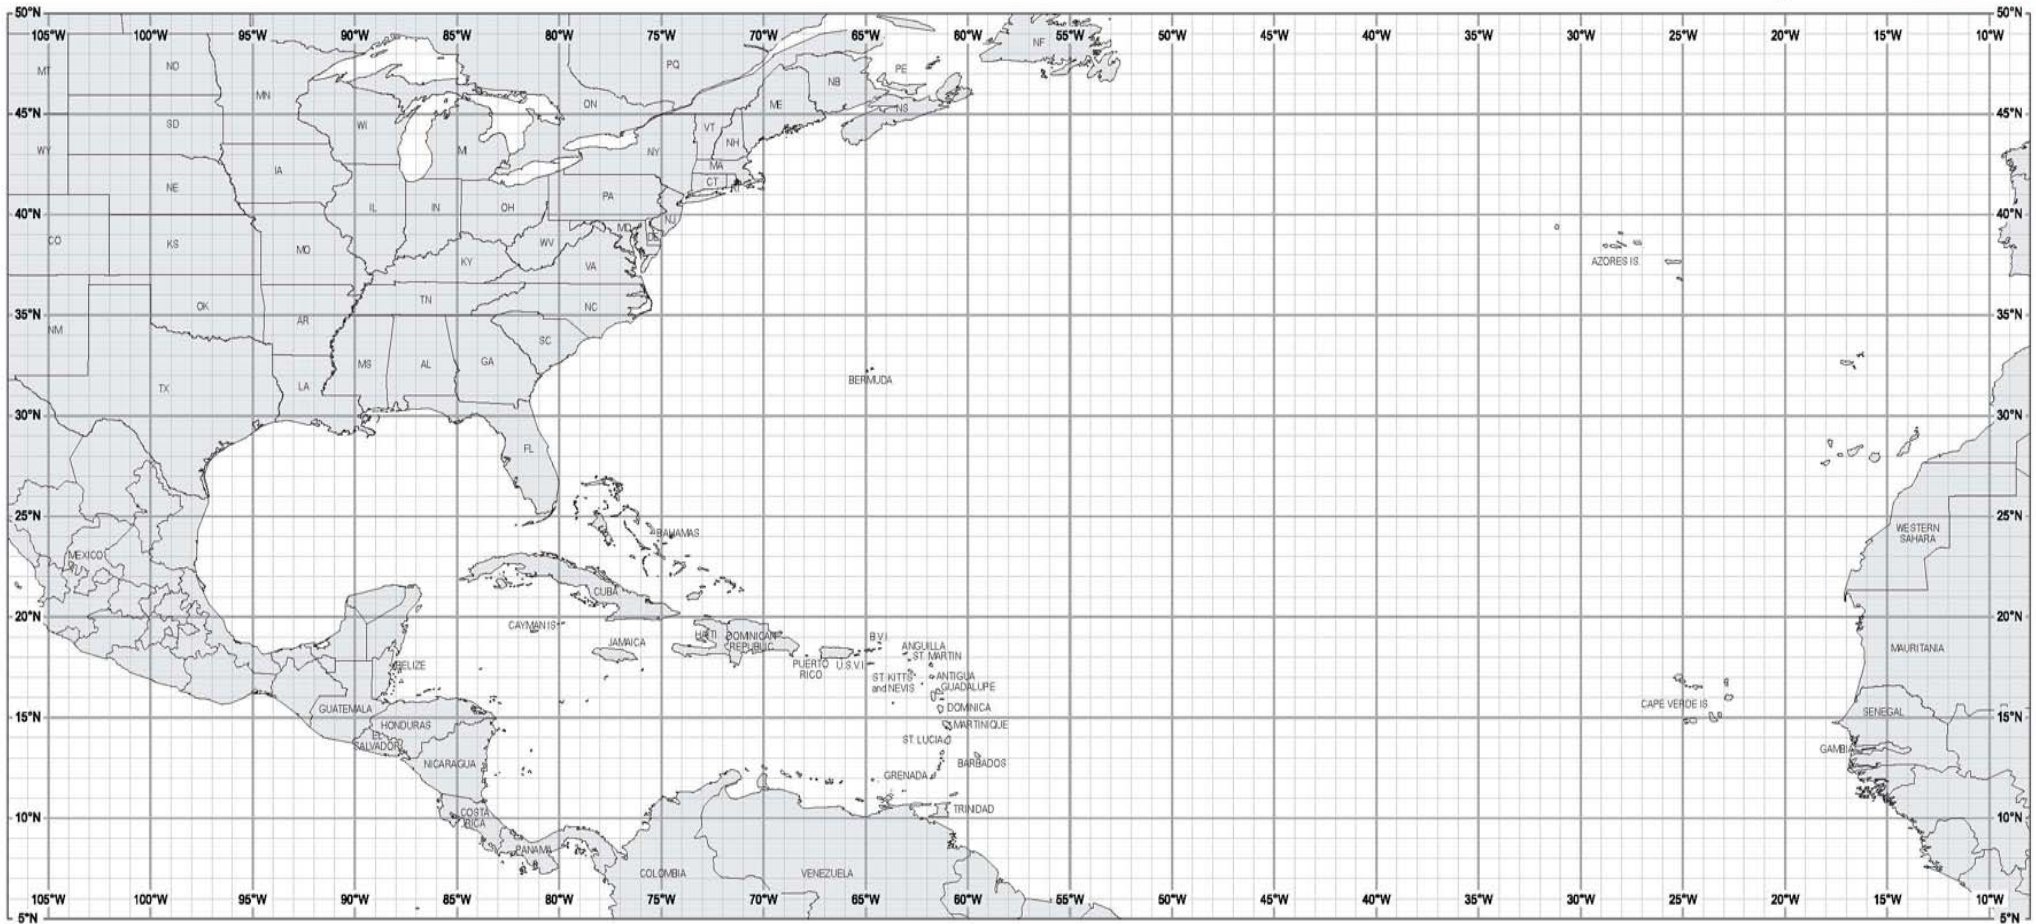 50°N 50°N
105°W 100°W 95°W 90°W 85°W 80°W 75°W 70°W 65°W 60°W 55°W 50°W 45°W 40°W 35°W 30°W 25°W 20°W 15°W 10°W
NF
MT ND PQ PE
MN NB
ON ME NS
45°N 45°N
SD WI VT
NH
WY MI NY
MA
IA CT RI
NE PA
IL IN OH
40°N 40°N
NJ
MD
CO KS MO WV DE
KY VA AZORES IS.
TN
OK NC
35°N 35°N
AR
NM SC
MS AL GA
LA BERMUDA
TX
30°N 30°N
FL
25°N 25°N
BAHAMAS WESTERN
SAHARA
MEXICO
CUBA
20°N 20°N
CAYMAN IS.
JAMAICA HAITI DOMINICAN
REPUBLIC
B.V.I.
ANGUILLA MAURITANIA
ST. MARTIN
BELIZE PUERTO
RICO
U.S.V.I.
ST. KITTS
and NEVIS
ANTIGUA
GUADALUPE
GUATEMALA DOMNICA CAPE VERDE IS.
15°N SENEGAL 15°N
HONDURAS MARTINIQUE
EL
SALVADOR
ST. LUCIA
GAMBIA
NICARAGUA BARBADOS
GRENADA
COSTA
RICA
TRINIDAD
10°N 10°N
PANAMA
COLOMBIA VENEZUELA
105°W 100°W 95°W 90°W 85°W 80°W 75°W 70°W 65°W 60°W 55°W 50°W 45°W 40°W 35°W 30°W 25°W 20°W 15°W 10°W
5°N 5°N